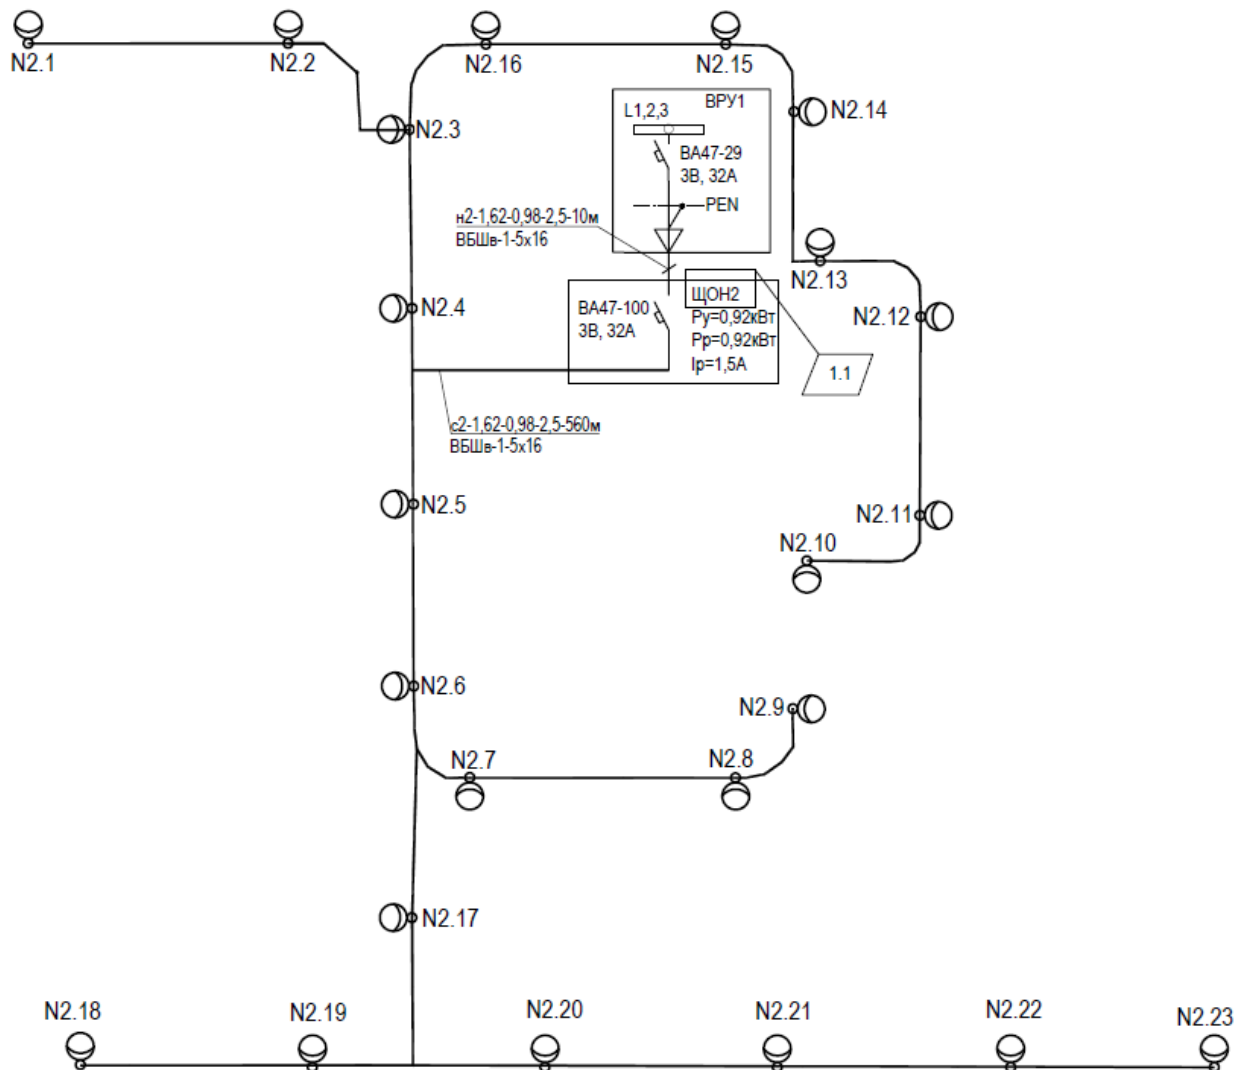 N2.1
N2.2
N2.16
N2.15
ВРУ1
L1,2,3
N2.14
N2.3
ВА47-29
3В, 32А
PEN
н2-1,62-0,98-2,5-10м
ВБШв-1-5х16
N2.13
ЩОН2
N2.4
ВА47-100
3В, 32А
Ру=0,92кВт
Рр=0,92кВт
Iр=1,5А
N2.12
1.1
с2-1,62-0,98-2,5-560м
ВБШв-1-5х16
N2.5
N2.11
N2.10
N2.6
N2.9
N2.7
N2.8
N2.17
N2.18
N2.19
N2.20
N2.21
N2.22
N2.23